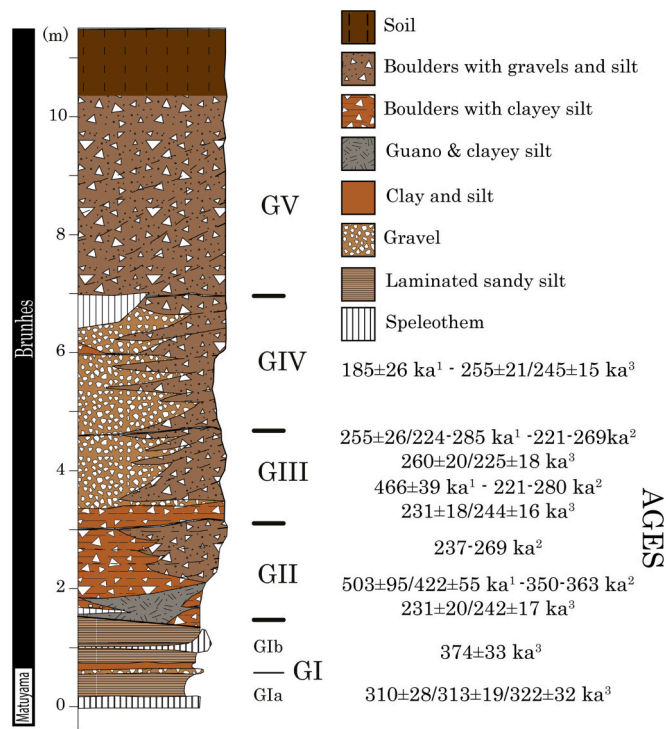 (m)
10
8
6
4
2
0
Brunhes
Matuyama
Soil
Boulders with gravels and silt
Boulders with clayey silt
Guano & clayey silt
Clay and silt
Gravel
Laminated sandy silt
Speleothem
GV
GIV
GIII
GII
GIb
GI
GIa
185±26 ka¹ - 255±21/245±15 ka³
255±26/224-285 ka¹ -221-269ka²
260±20/225±18 ka³
466±39 ka¹ - 221-280 ka²
231±18/244±16 ka³
237-269 ka²
503±95/422±55 ka¹-350-363 ka²
231±20/242±17 ka³
374±33 ka³
310±28/313±19/322±32 ka³
AGES